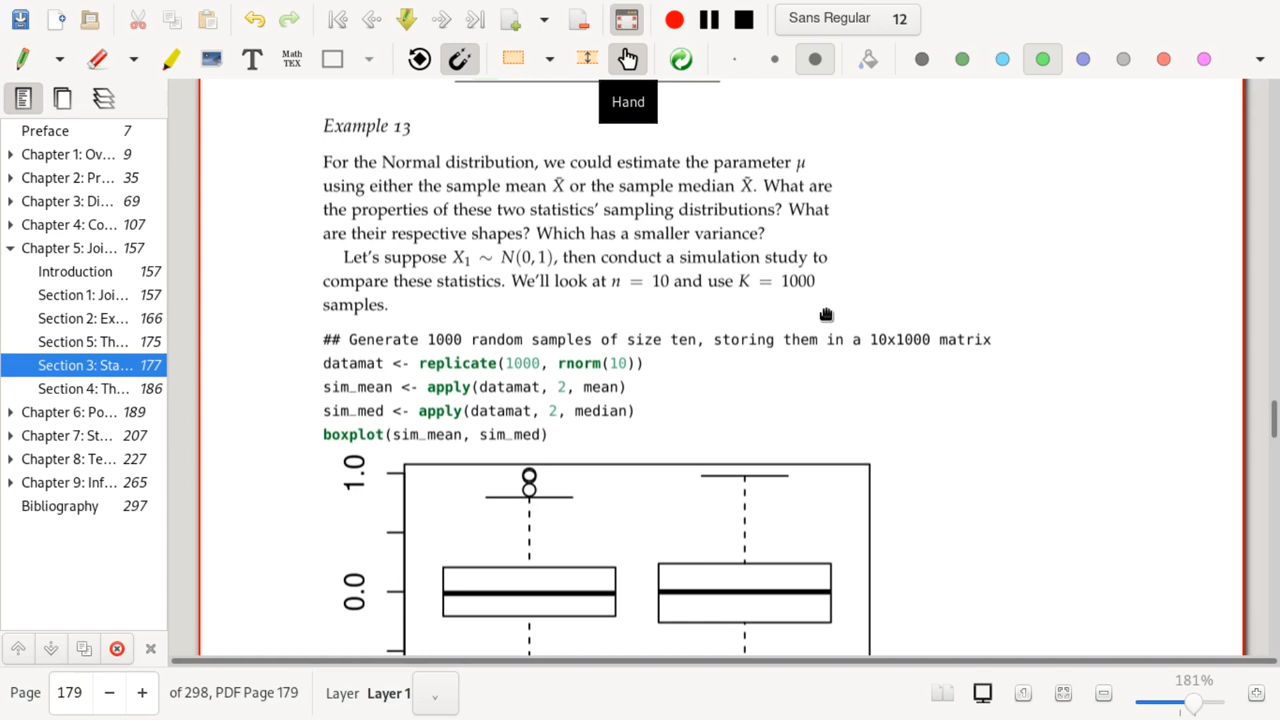 Sans Regular 12
Math
TEX
Hand
Preface 7
Chapter 1: Ov... 9
Chapter 2: Pr... 35
Chapter 3: Di... 69
Chapter 4: Co... 107
Chapter 5: Joi... 157
Introduction 157
Section 1: Joi... 157
Section 2: Ex... 166
Section 5: Th... 175
Section 3: Sta... 177
Section 4: Th... 186
Chapter 6: Po... 189
Chapter 7: St... 207
Chapter 8: Te... 227
Chapter 9: Inf... 265
Bibliography 297
Example 13
For the Normal distribution, we could estimate the parameter μ
using either the sample mean X̄ or the sample median X̃. What are
the properties of these two statistics' sampling distributions? What
are their respective shapes? Which has a smaller variance?
Let's suppose X₁ ∼ N(0, 1), then conduct a simulation study to
compare these statistics. We'll look at n = 10 and use K = 1000
samples.
## Generate 1000 random samples of size ten, storing them in a 10x1000 matrix
datamat <- replicate(1000, rnorm(10))
sim_mean <- apply(datamat, 2, mean)
sim_med <- apply(datamat, 2, median)
boxplot(sim_mean, sim_med)
1.0
0.0
Page 179 − + of 298, PDF Page 179 Layer Layer 1
181%